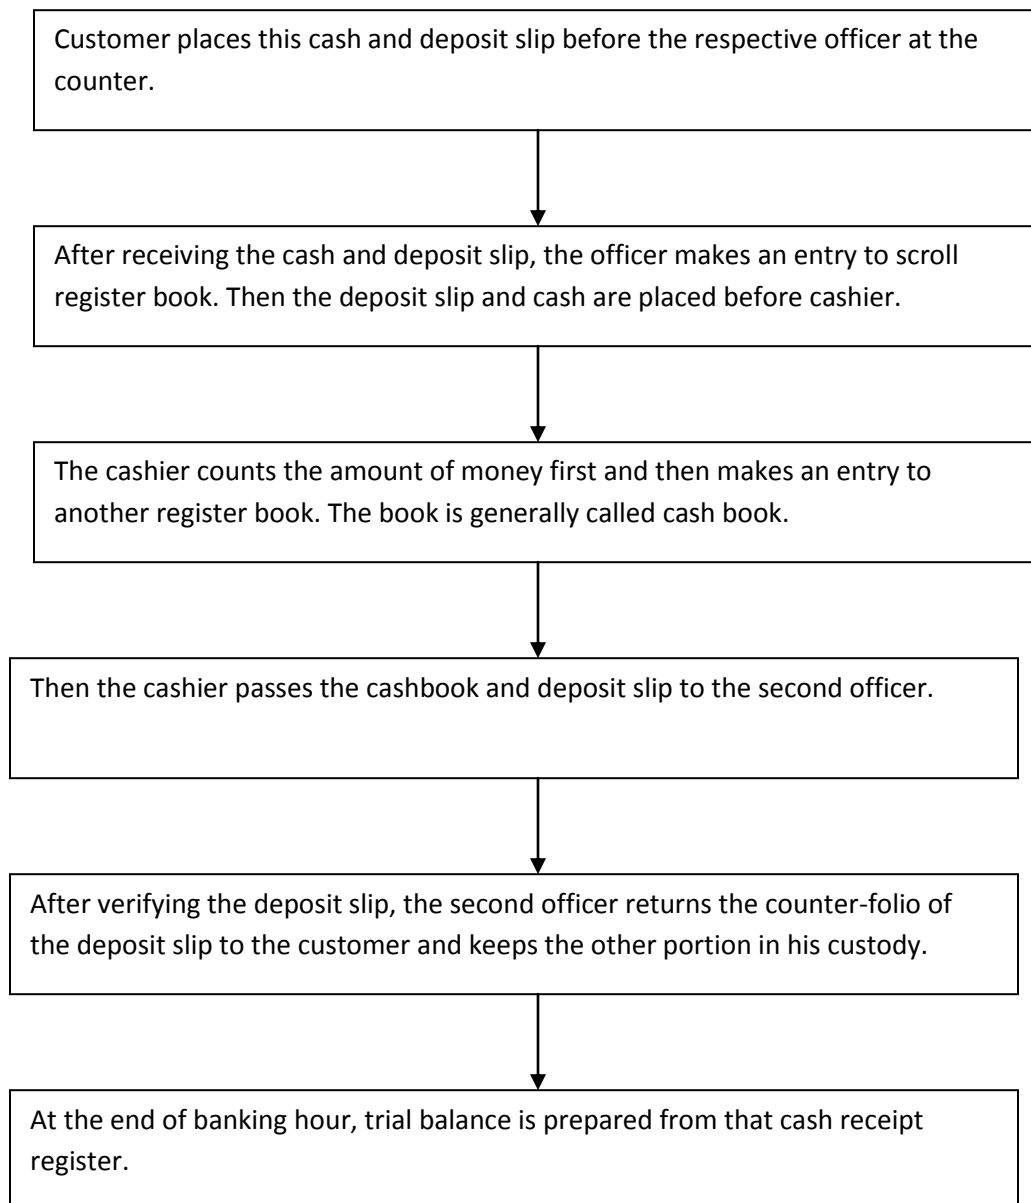 Customer places this cash and deposit slip before the respective officer at the
counter.
After receiving the cash and deposit slip, the officer makes an entry to scroll
register book. Then the deposit slip and cash are placed before cashier.
The cashier counts the amount of money first and then makes an entry to
another register book. The book is generally called cash book.
Then the cashier passes the cashbook and deposit slip to the second officer.
After verifying the deposit slip, the second officer returns the counter-folio of
the deposit slip to the customer and keeps the other portion in his custody.
At the end of banking hour, trial balance is prepared from that cash receipt
register.